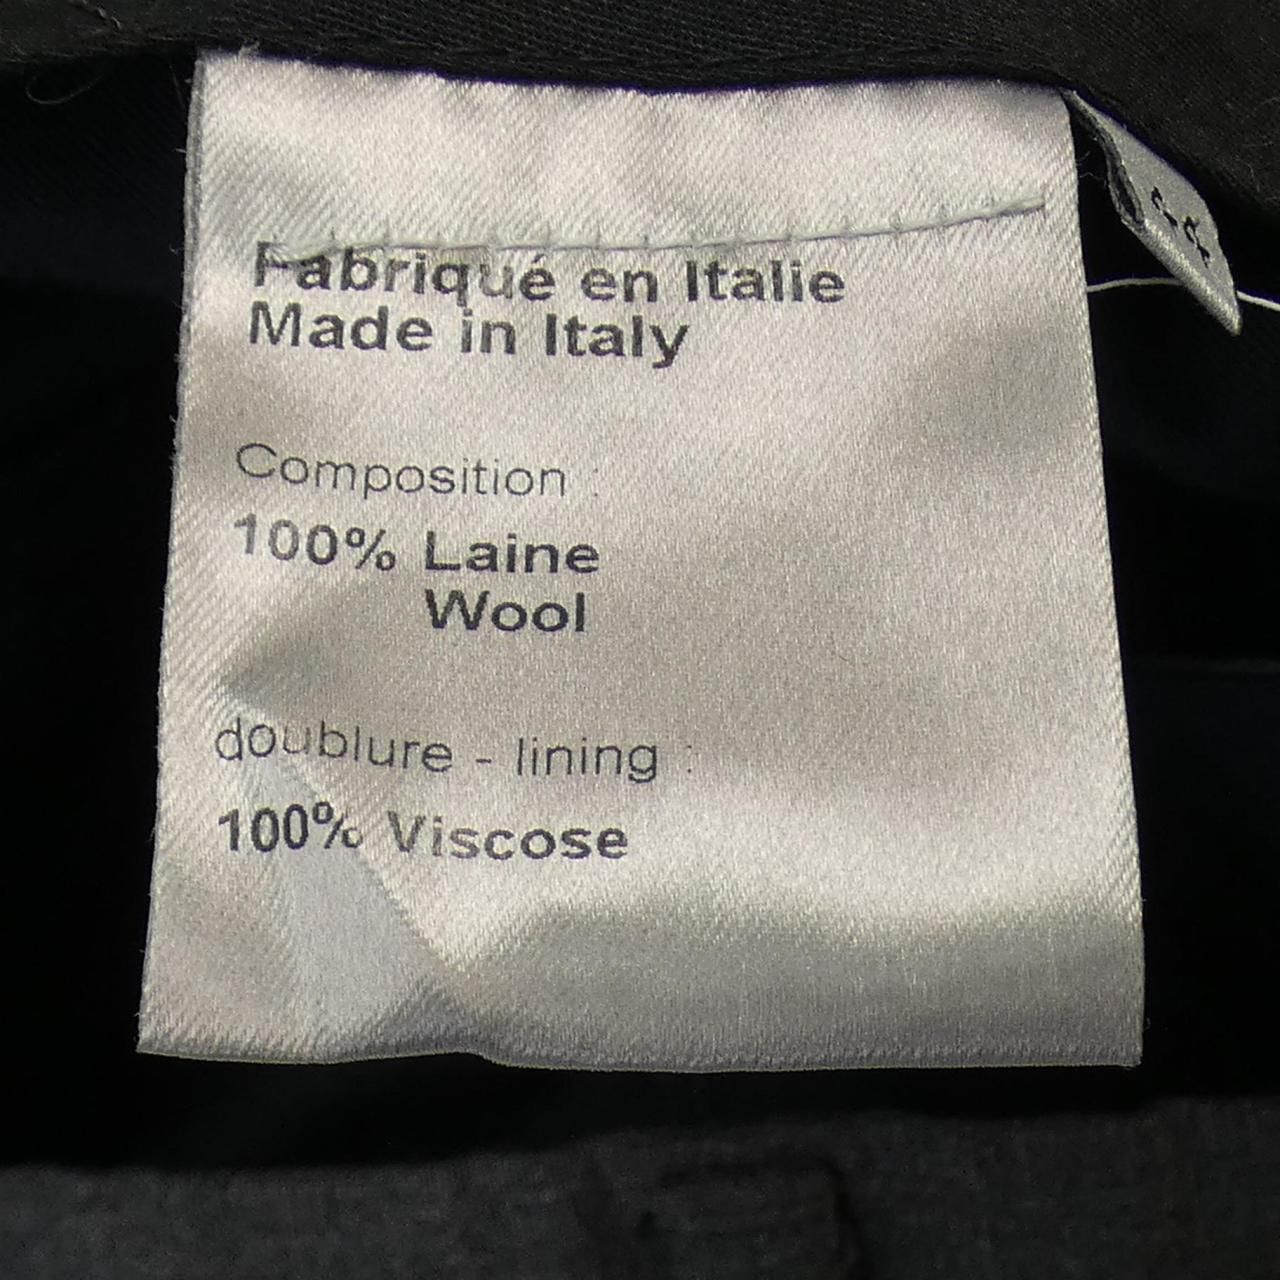 Fabriqué en Italie
Made in Italy
Composition :
100% Laine
Wool
doublure - lining :
100% Viscose